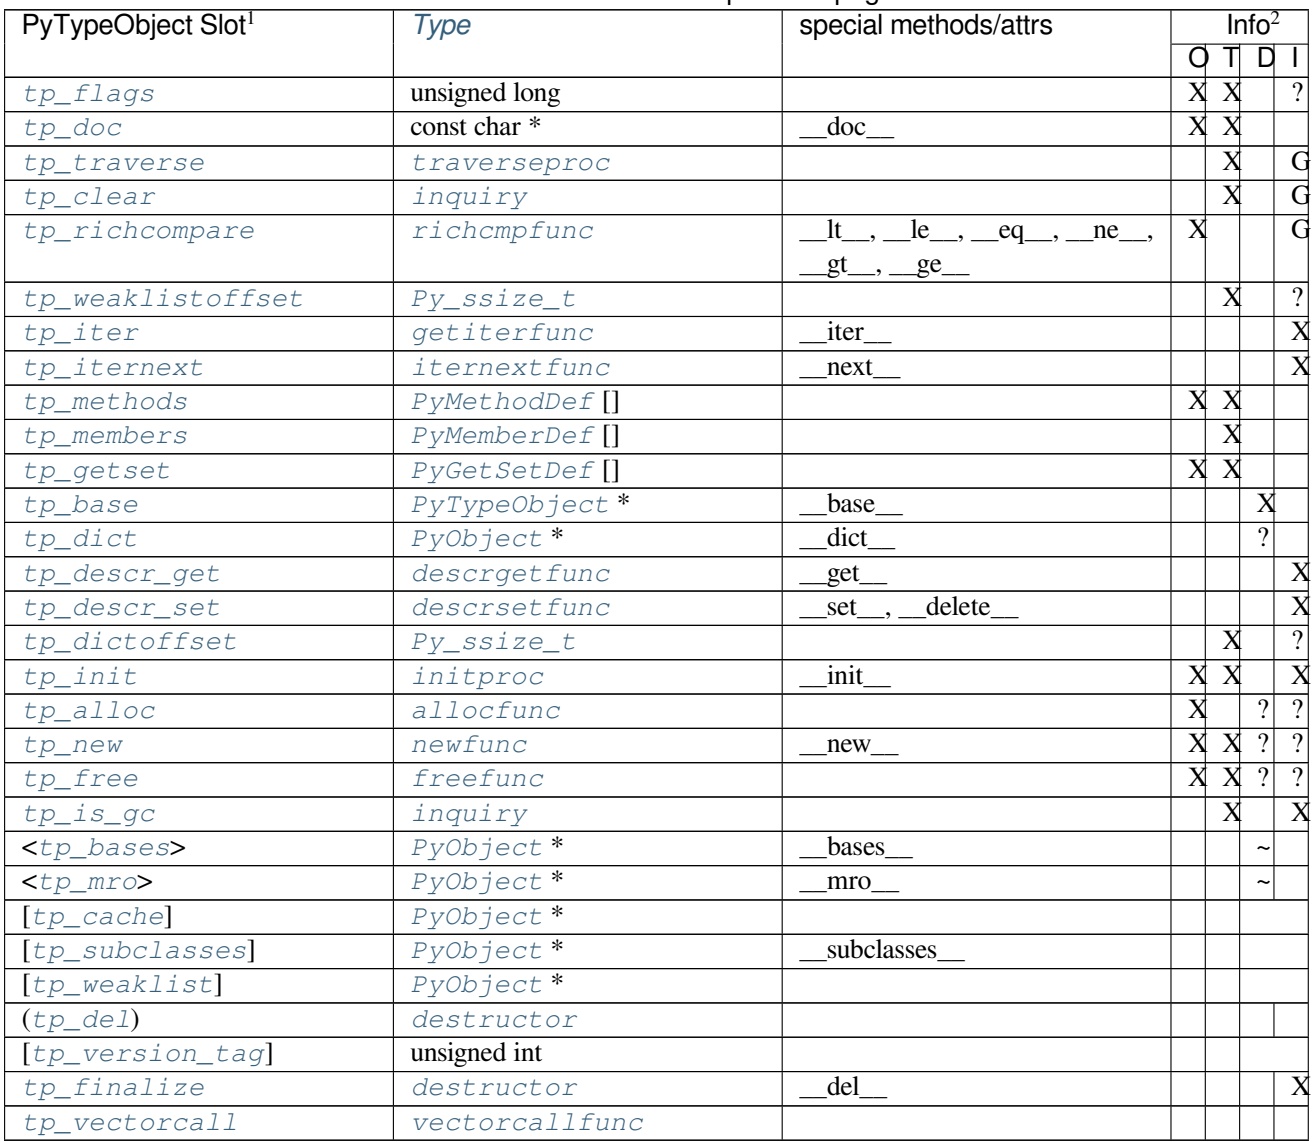 PyTypeObject Slot1 Type special methods/attrs Info2
O T D I
tp_flags unsigned long X X ?
tp_doc const char * __doc__ X X
tp_traverse traverseproc X G
tp_clear inquiry X G
tp_richcompare richcmpfunc __lt__, __le__, __eq__, __ne__, X G
__gt__, __ge__
tp_weaklistoffset Py_ssize_t X ?
tp_iter getiterfunc __iter__ X
tp_iternext iternextfunc __next__ X
tp_methods PyMethodDef [] X X
tp_members PyMemberDef [] X
tp_getset PyGetSetDef [] X X
tp_base PyTypeObject * __base__ X
tp_dict PyObject * __dict__ ?
tp_descr_get descrgetfunc __get__ X
tp_descr_set descrsetfunc __set__, __delete__ X
tp_dictoffset Py_ssize_t X ?
tp_init initproc __init__ X X X
tp_alloc allocfunc X ? ?
tp_new newfunc __new__ X X ? ?
tp_free freefunc X X ? ?
tp_is_gc inquiry X X
<tp_bases> PyObject * __bases__ ~
<tp_mro> PyObject * __mro__ ~
[tp_cache] PyObject *
[tp_subclasses] PyObject * __subclasses__
[tp_weaklist] PyObject *
(tp_del) destructor
[tp_version_tag] unsigned int
tp_finalize destructor __del__ X
tp_vectorcall vectorcallfunc